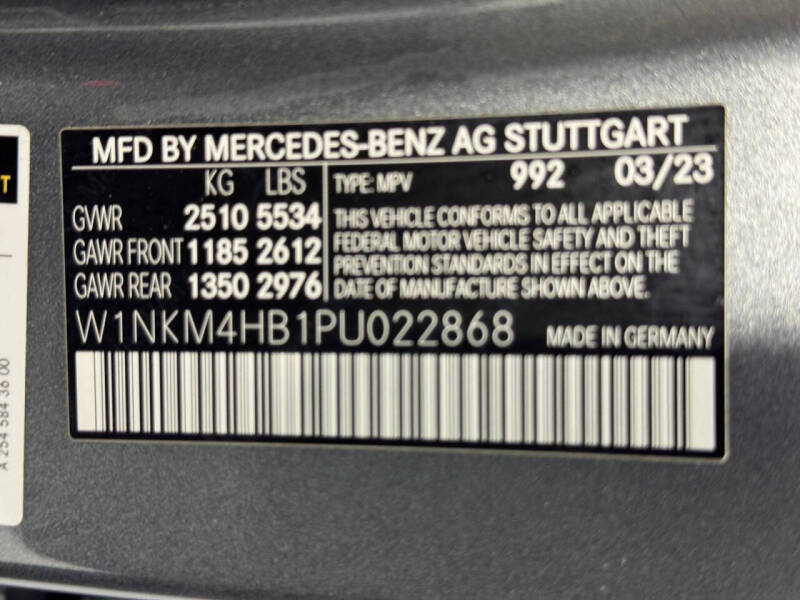 MFD BY MERCEDES-BENZ AG STUTTGART
KG LBS
GVWR 2510 5534
GAWR FRONT 1185 2612
GAWR REAR 1350 2976
TYPE: MPV 992 03/23
THIS VEHICLE CONFORMS TO ALL APPLICABLE
FEDERAL MOTOR VEHICLE SAFETY AND THEFT
PREVENTION STANDARDS IN EFFECT ON THE
DATE OF MANUFACTURE SHOWN ABOVE.
W1NKM4HB1PU022868 MADE IN GERMANY
T
A 254 584 36 00